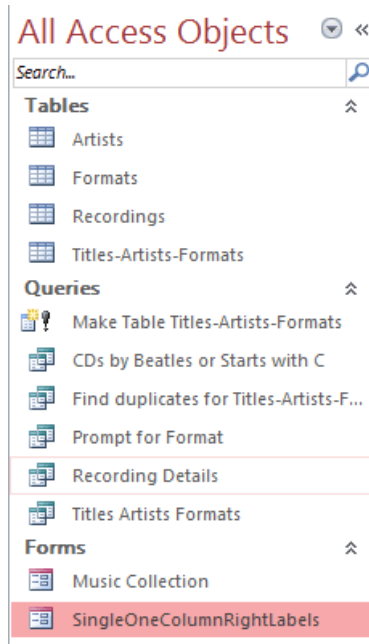 All Access Objects
Search...
Tables
Artists
Formats
Recordings
Titles-Artists-Formats
Queries
Make Table Titles-Artists-Formats
CDs by Beatles or Starts with C
Find duplicates for Titles-Artists-F...
Prompt for Format
Recording Details
Titles Artists Formats
Forms
Music Collection
SingleOneColumnRightLabels